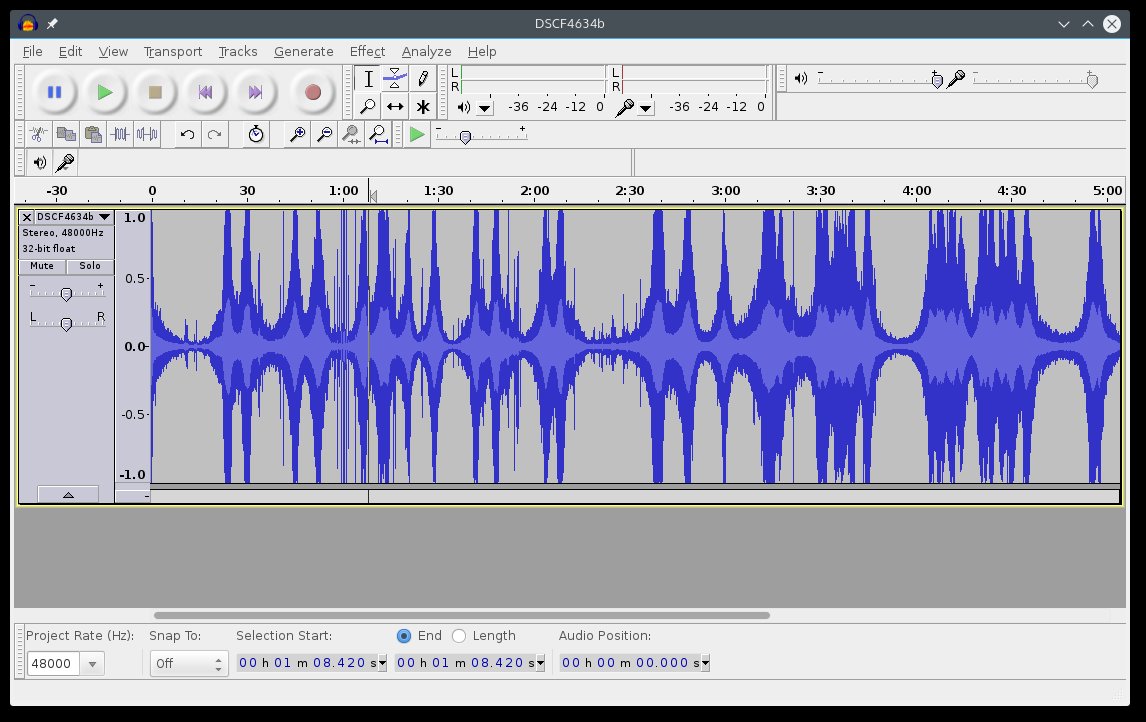 DSCF4634b
File Edit View Transport Tracks Generate Effect Analyze Help
L L
R R
-36 -24 -12 0 -36 -24 -12 0
- + - +
- +
-30 0 30 1:00 1:30 2:00 2:30 3:00 3:30 4:00 4:30 5:00
DSCF4634b
Stereo, 48000Hz
32-bit float
Mute Solo
- +
L R
1.0
0.5-
0.0-
-0.5-
-1.0
-
Project Rate (Hz): Snap To: Selection Start: End Length Audio Position:
48000 Off 00 h 01 m 08.420 s 00 h 01 m 08.420 s 00 h 00 m 00.000 s